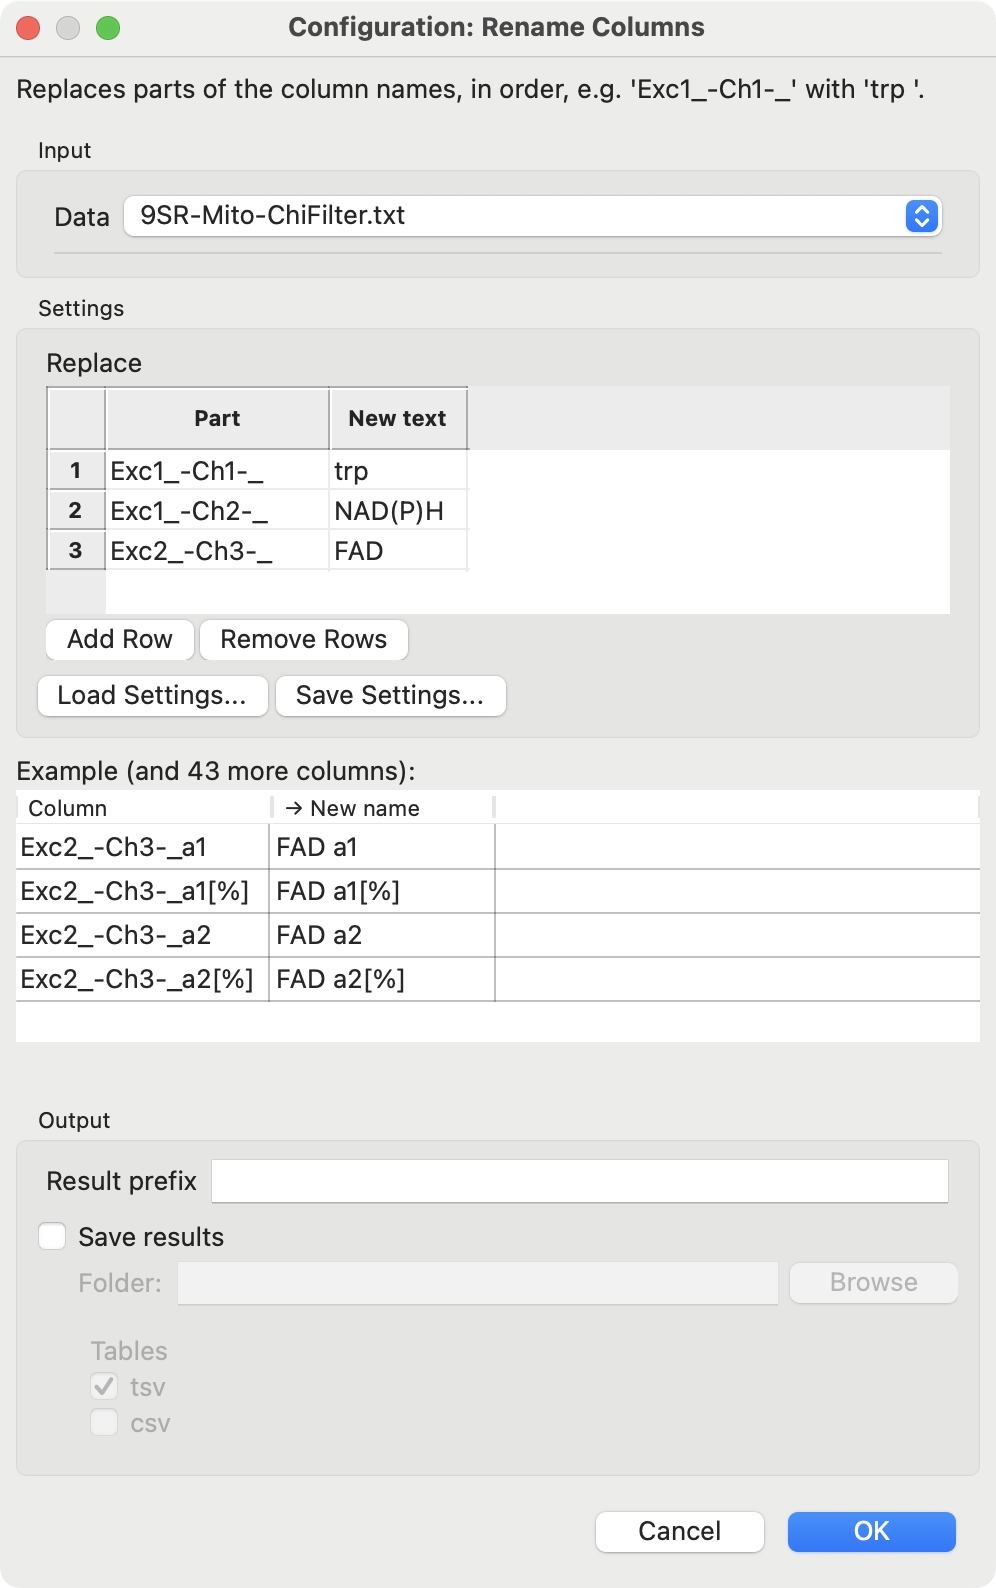 Configuration: Rename Columns
Replaces parts of the column names, in order, e.g. 'Exc1_-Ch1-_' with 'trp '.
Input
Data 9SR-Mito-ChiFilter.txt
Settings
Replace
Part New text
1 Exc1_-Ch1-_ trp
2 Exc1_-Ch2-_ NAD(P)H
3 Exc2_-Ch3-_ FAD
Add Row Remove Rows
Load Settings... Save Settings...
Example (and 43 more columns):
Column → New name
Exc2_-Ch3-_a1 FAD a1
Exc2_-Ch3-_a1[%] FAD a1[%]
Exc2_-Ch3-_a2 FAD a2
Exc2_-Ch3-_a2[%] FAD a2[%]
Output
Result prefix
Save results
Folder: Browse
Tables
tsv
csv
Cancel OK